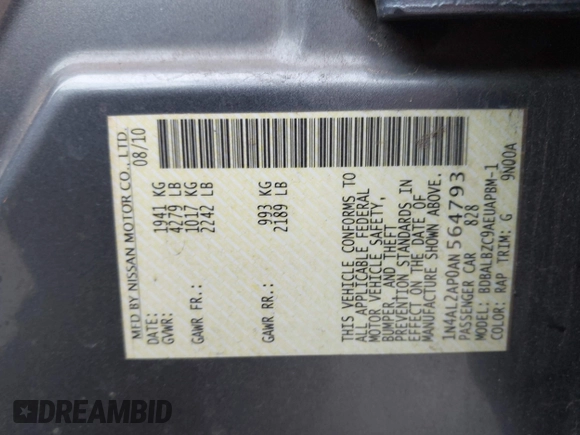 MFD BY NISSAN MOTOR CO., LTD.
DATE: 08/10
GVWR: 1941 KG
4279 LB
GAWR FR.: 1017 KG
2242 LB
GAWR RR.: 993 KG
2189 LB
THIS VEHICLE CONFORMS TO
ALL APPLICABLE FEDERAL
MOTOR VEHICLE SAFETY,
BUMPER, AND THEFT
PREVENTION STANDARDS IN
EFFECT ON THE DATE OF
MANUFACTURE SHOWN ABOVE.
1N4AL2AP0AN564793
PASSENGER CAR 828
MODEL: BDBALBZC9AEUAPBM-1
COLOR: RAP TRIM: G 9N00A
DREAMBID